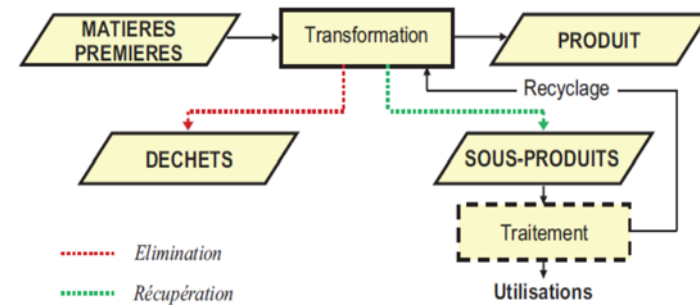 MATIERES
PREMIERES
Transformation
PRODUIT
Recyclage
DECHETS
SOUS-PRODUITS
Traitement
Elimination
Récupération
Utilisations